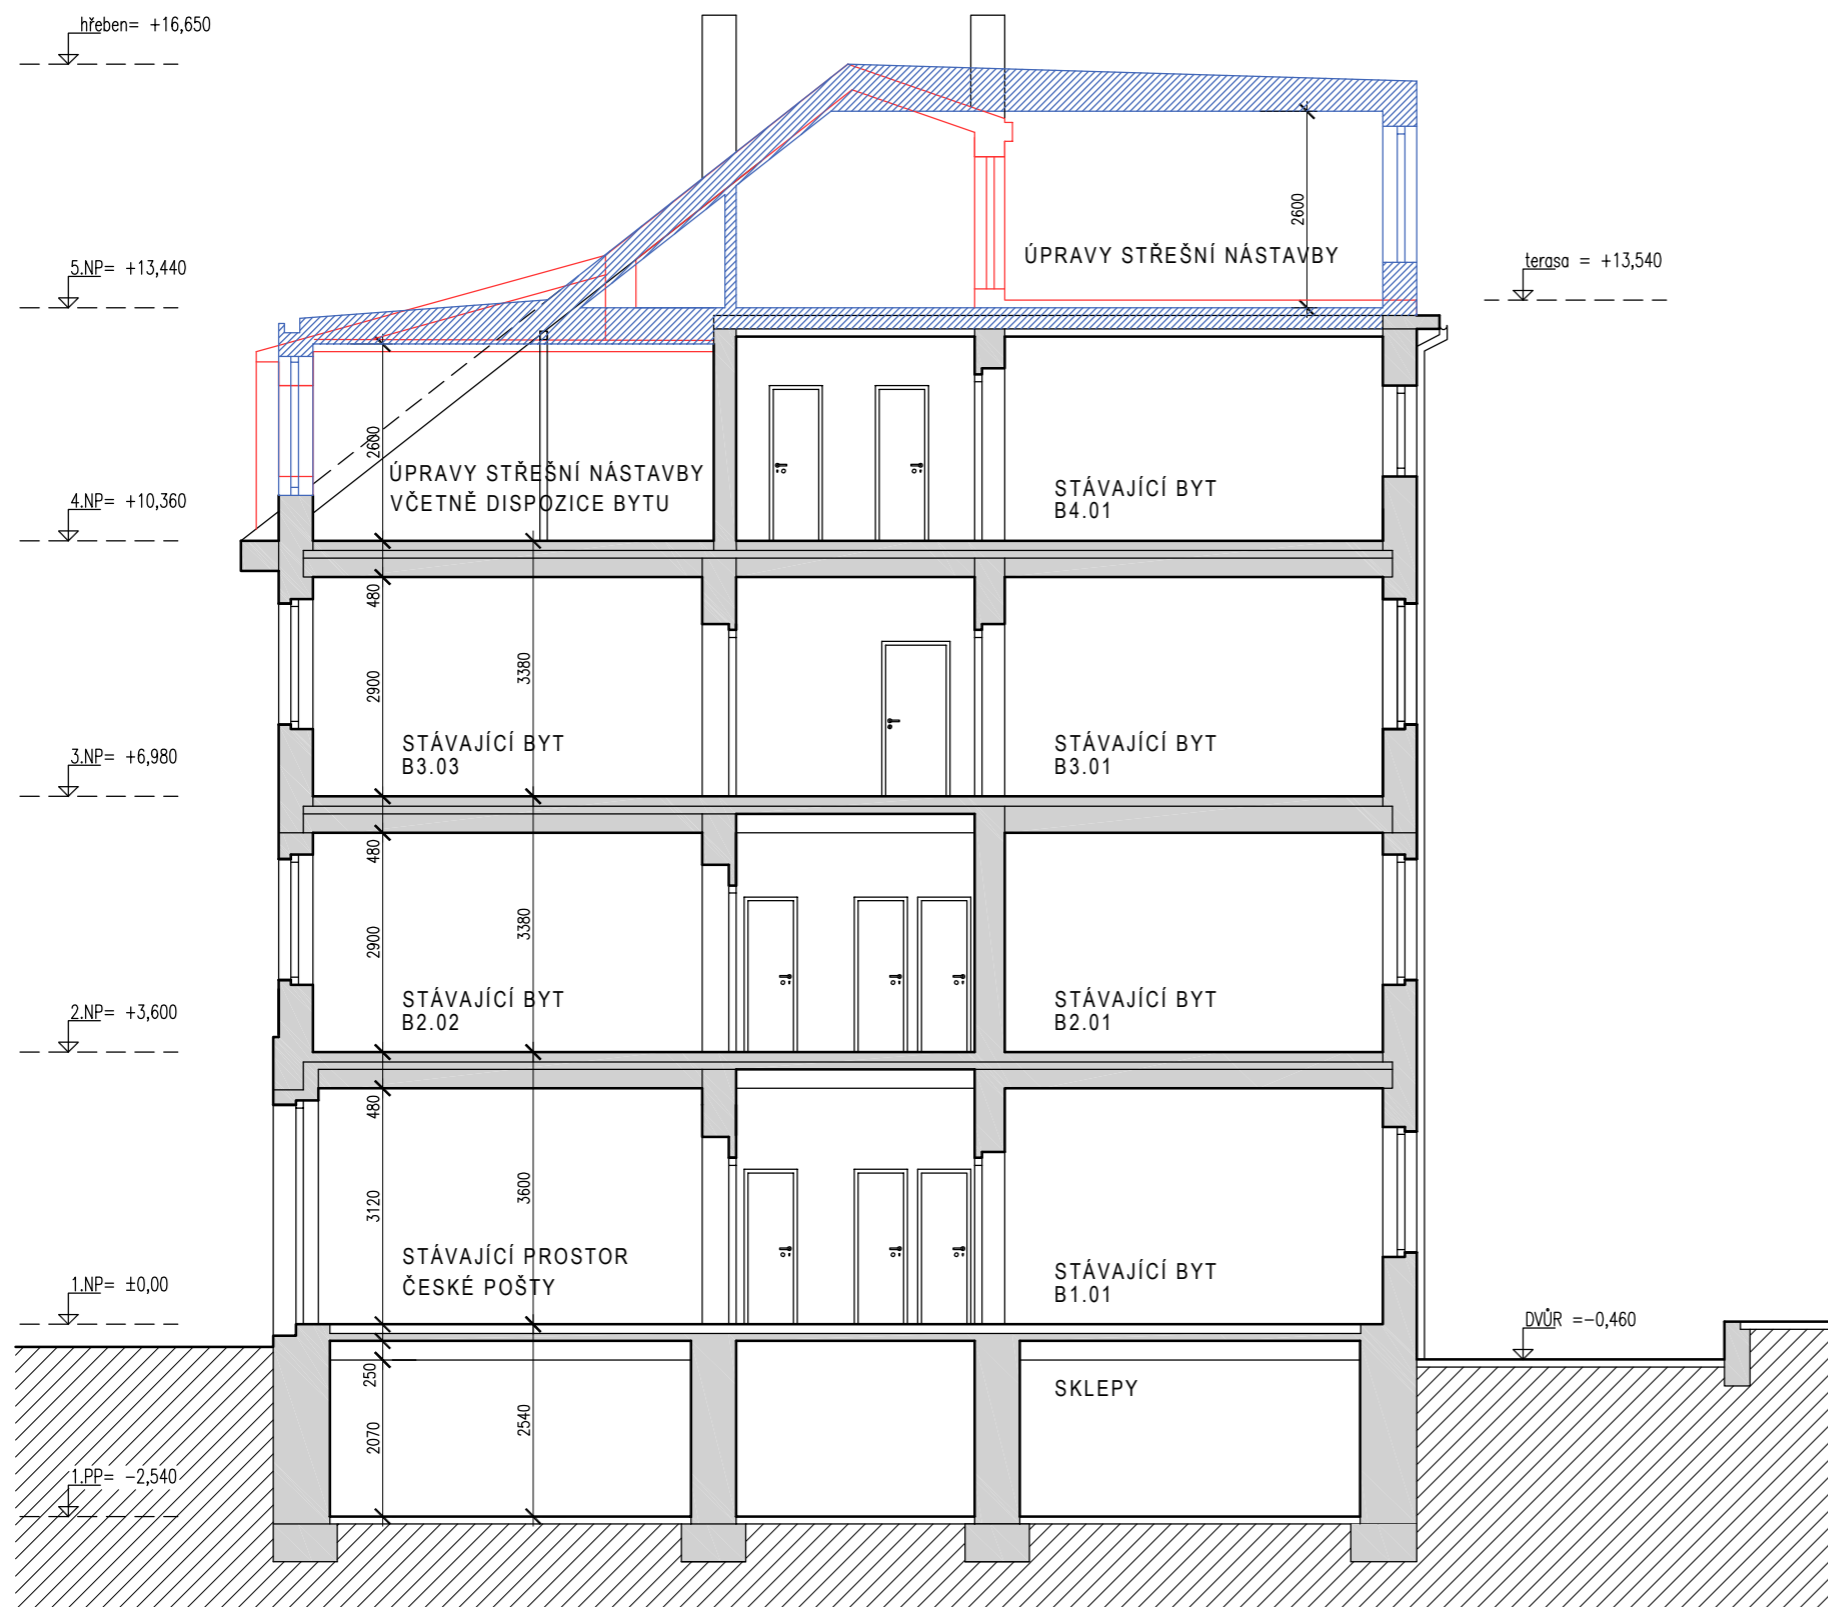 hřeben= +16,650
5.NP= +13,440
4.NP= +10,360
3.NP= +6,980
2.NP= +3,600
1.NP= ±0,00
1.PP= -2,540
2600
ÚPRAVY STŘEŠNÍ NÁSTAVBY
terasa = +13,540
2600
ÚPRAVY STŘEŠNÍ NÁSTAVBY
VČETNĚ DISPOZICE BYTU
STÁVAJÍCÍ BYT
B4.01
480
2900
3380
STÁVAJÍCÍ BYT
B3.03
STÁVAJÍCÍ BYT
B3.01
480
2900
3380
STÁVAJÍCÍ BYT
B2.02
STÁVAJÍCÍ BYT
B2.01
480
3120
3600
STÁVAJÍCÍ PROSTOR
ČESKÉ POŠTY
STÁVAJÍCÍ BYT
B1.01
DVŮR =-0,460
250
2070
2540
SKLEPY